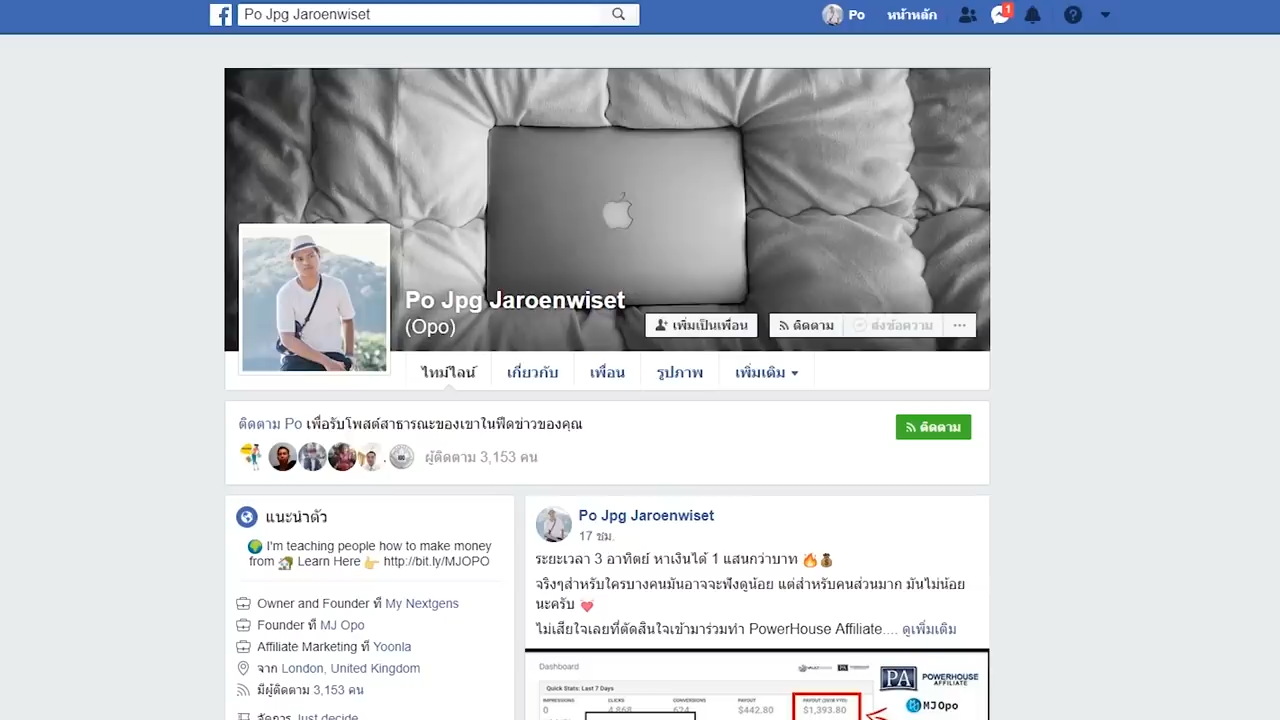 Po Jpg Jaroenwiset
Po
หน้าหลัก
1
Po Jpg Jaroenwiset
(Opo)
เพิ่มเป็นเพื่อน
ติดตาม
ส่งข้อความ
ไทม์ไลน์
เกี่ยวกับ
เพื่อน
รูปภาพ
เพิ่มเติม
ติดตาม Po เพื่อรับโพสต์สาธารณะของเขาในฟีดข่าวของคุณ
ติดตาม
ผู้ติดตาม 3,153 คน
แนะนำตัว
🌍 I'm teaching people how to make money
from 🏡 Learn Here 👉 http://bit.ly/MJOPO
Owner and Founder ที่ My Nextgens
Founder ที่ MJ Opo
Affiliate Marketing ที่ Yoonla
จาก London, United Kingdom
มีผู้ติดตาม 3,153 คน
จัดการ Just decide
Po Jpg Jaroenwiset
17 ชม.
ระยะเวลา 3 อาทิตย์ หาเงินได้ 1 แสนกว่าบาท 🔥💰
จริงๆสำหรับใครบางคนมันอาจจะฟังดูน้อย แต่สำหรับคนส่วนมาก มันไม่น้อย
นะครับ 💓
ไม่เสียใจเลยที่ตัดสินใจเข้ามาร่วมทำ PowerHouse Affiliate.... ดูเพิ่มเติม
Dashboard
Quick Stats: Last 7 Days
IMPRESSIONS
CLICKS
CONVERSIONS
PAYOUT
0
4,868
624
$442.80
$1,393.80
PA
POWERHOUSE
AFFILIATE
MJ Opo